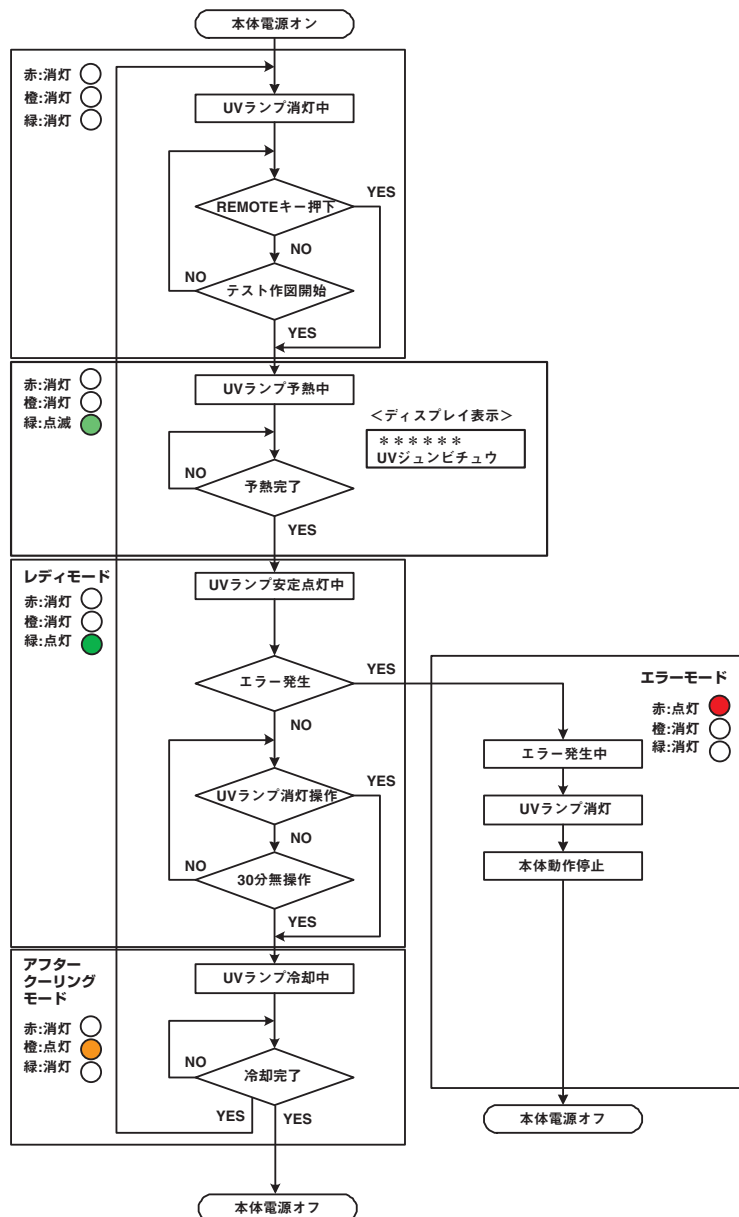 本体電源オン
赤:消灯
橙:消灯
緑:消灯
UVランプ消灯中
REMOTEキー押下
YES
NO
テスト作図開始
NO
YES
赤:消灯
橙:消灯
緑:点滅
UVランプ予熱中
＜ディスプレイ表示＞
＊＊＊＊＊＊
UVジュンビチュウ
予熱完了
NO
YES
レディモード
赤:消灯
橙:消灯
緑:点灯
UVランプ安定点灯中
エラー発生
YES
NO
UVランプ消灯操作
YES
NO
30分無操作
NO
YES
エラーモード
赤:点灯
橙:消灯
緑:消灯
エラー発生中
UVランプ消灯
本体動作停止
本体電源オフ
アフター
クーリング
モード
赤:消灯
橙:点灯
緑:消灯
UVランプ冷却中
冷却完了
NO
YES
YES
本体電源オフ